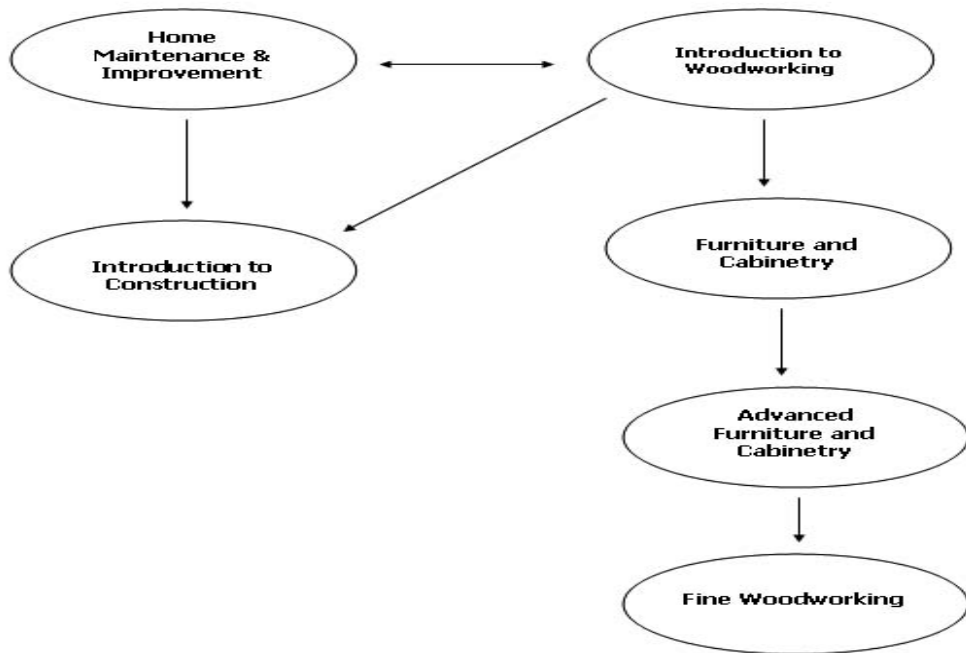 Home
Maintenance &
Improvement
Introduction to
Woodworking
Introduction to
Construction
Furniture and
Cabinetry
Advanced
Furniture and
Cabinetry
Fine Woodworking